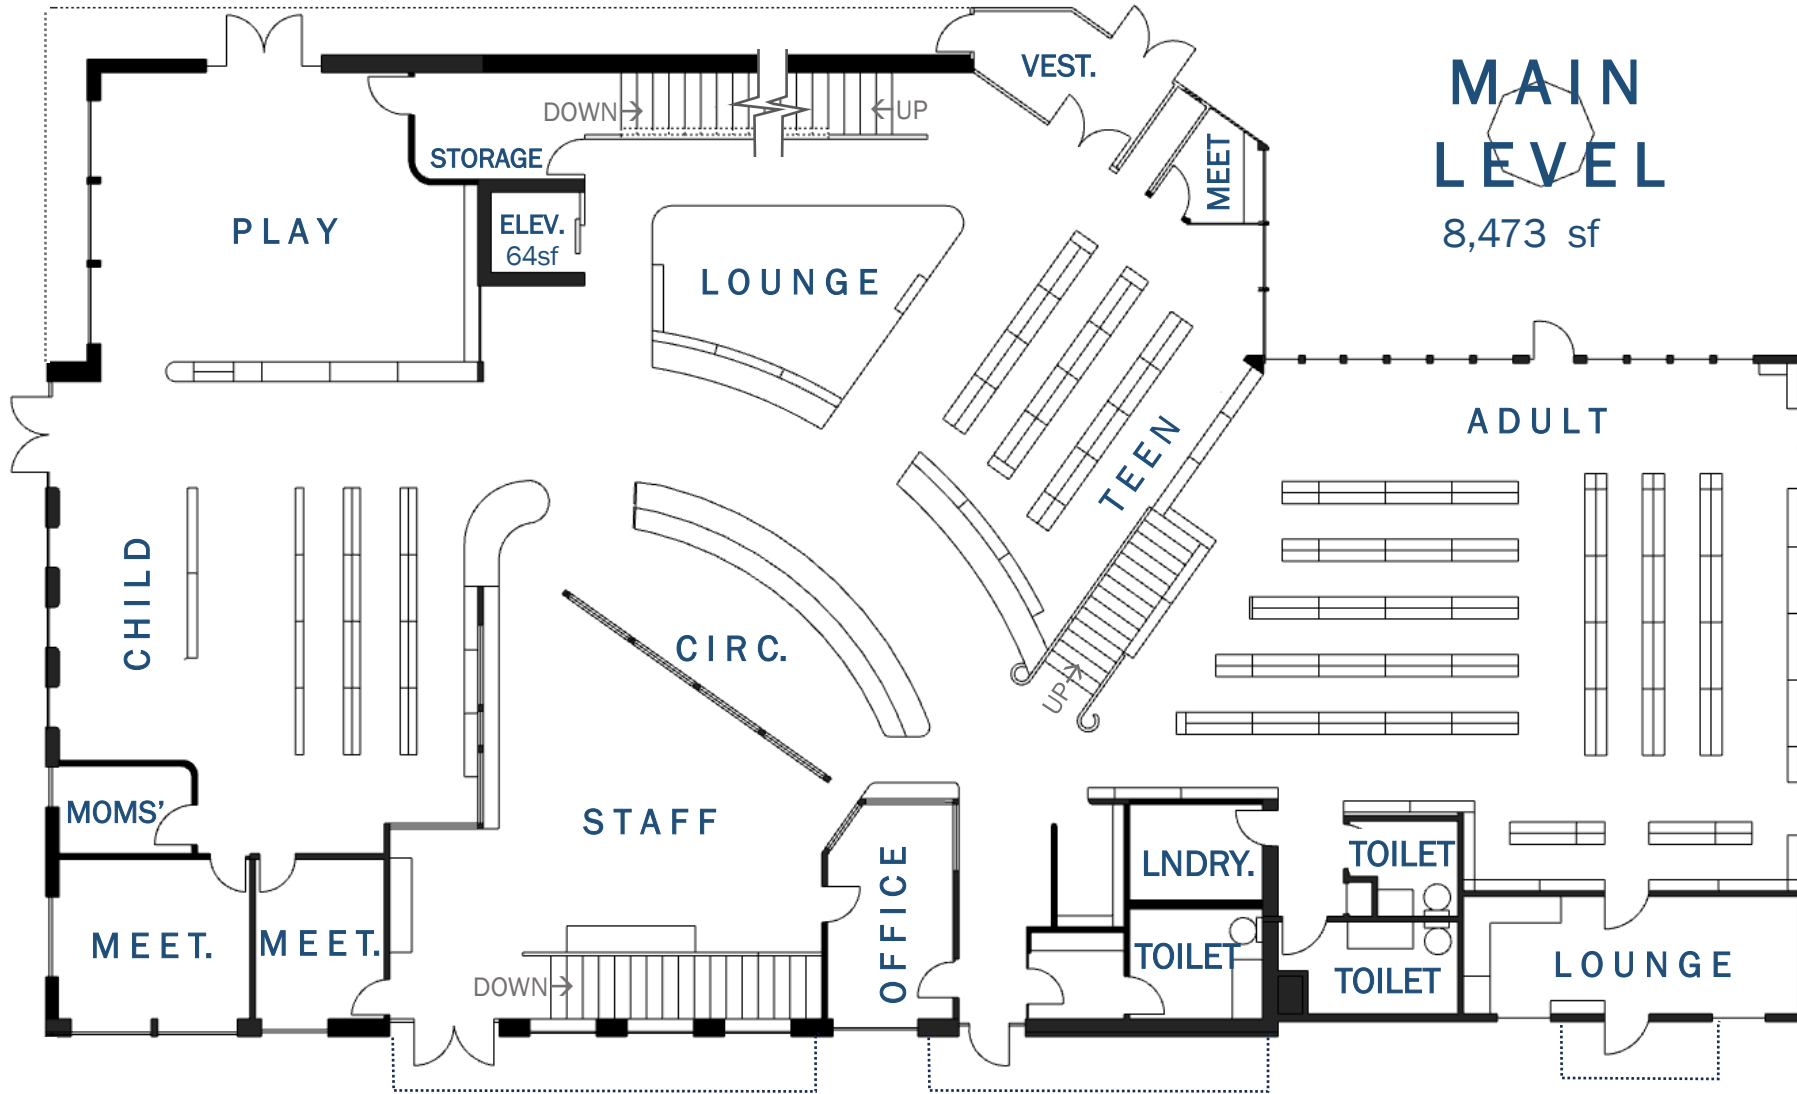 VEST.
MAIN
LEVEL
8,473 sf
DOWN
UP
STORAGE
MEET
PLAY
ELEV.
64sf
LOUNGE
TEEN
ADULT
CHILD
CIRC.
UP
MOMS'
STAFF
OFFICE
LNDRY.
TOILET
MEET.
MEET.
TOILET
TOILET
LOUNGE
DOWN